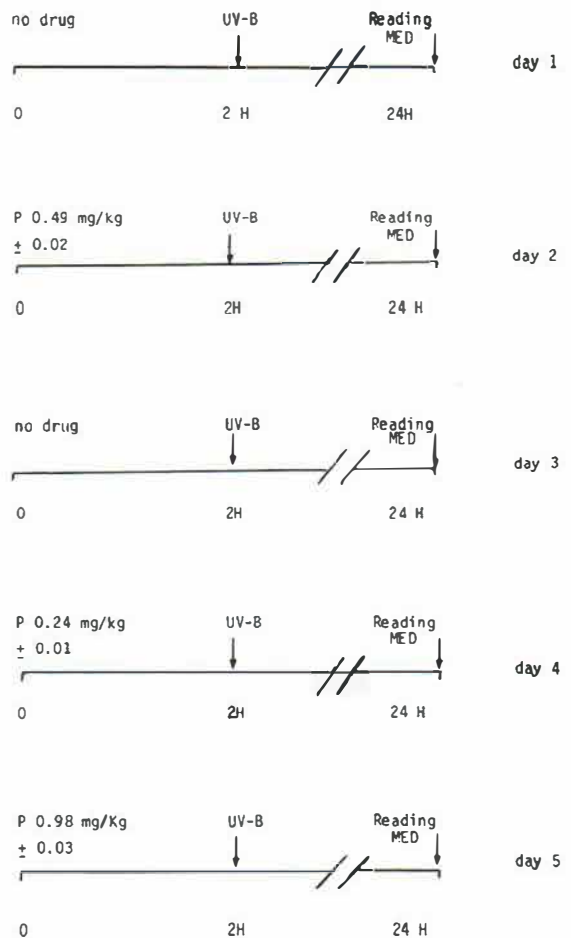 no drug UV-B Reading
MED
day 1
0 2 H 24H
P 0.49 mg/kg UV-B Reading
± 0.02 MED
day 2
0 2H 24 H
no drug UV-B Reading
MED
day 3
0 2H 24 H
P 0.24 mg/kg UV-B Reading
± 0.01 MED
day 4
0 2H 24 H
P 0.98 mg/Kg UV-B Reading
± 0.03 MED
day 5
0 2H 24 H